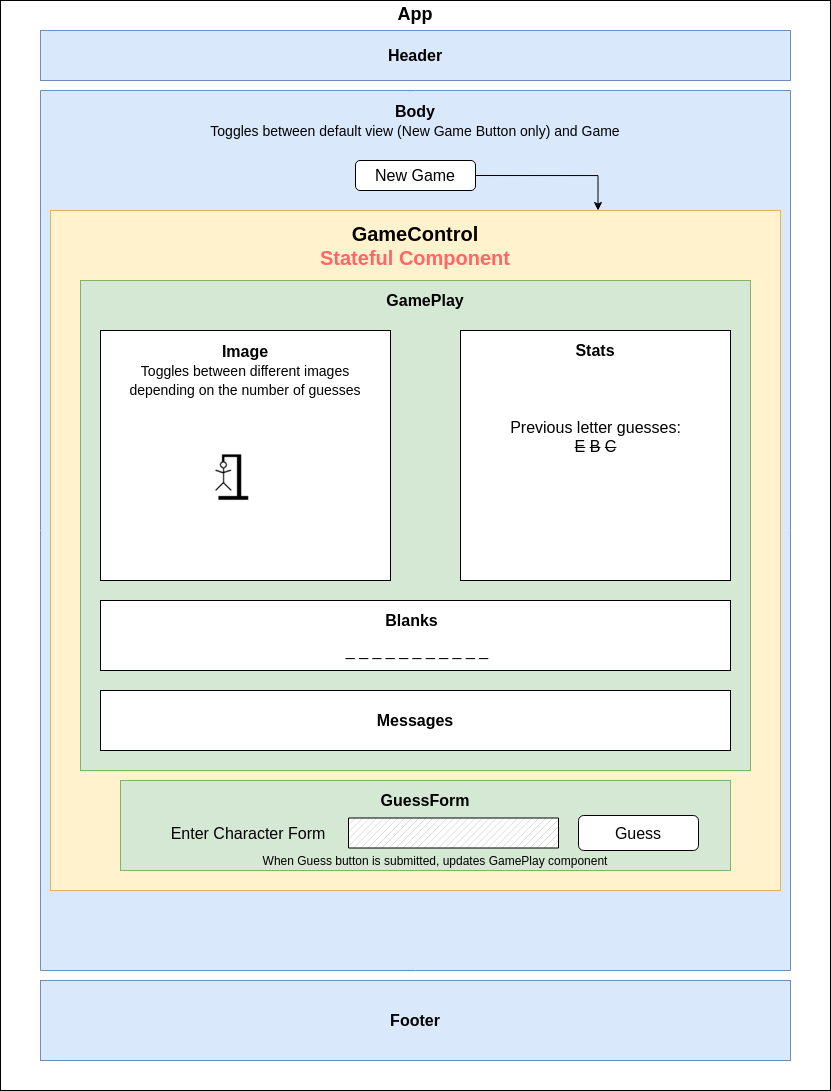 App
Header
Body
Toggles between default view (New Game Button only) and Game
New Game
GameControl
Stateful Component
GamePlay
Image
Toggles between different images
depending on the number of guesses
Stats
Previous letter guesses:
E B C
Blanks
_ _ _ _ _ _ _ _ _ _ _
Messages
GuessForm
Enter Character Form
Guess
When Guess button is submitted, updates GamePlay component
Footer